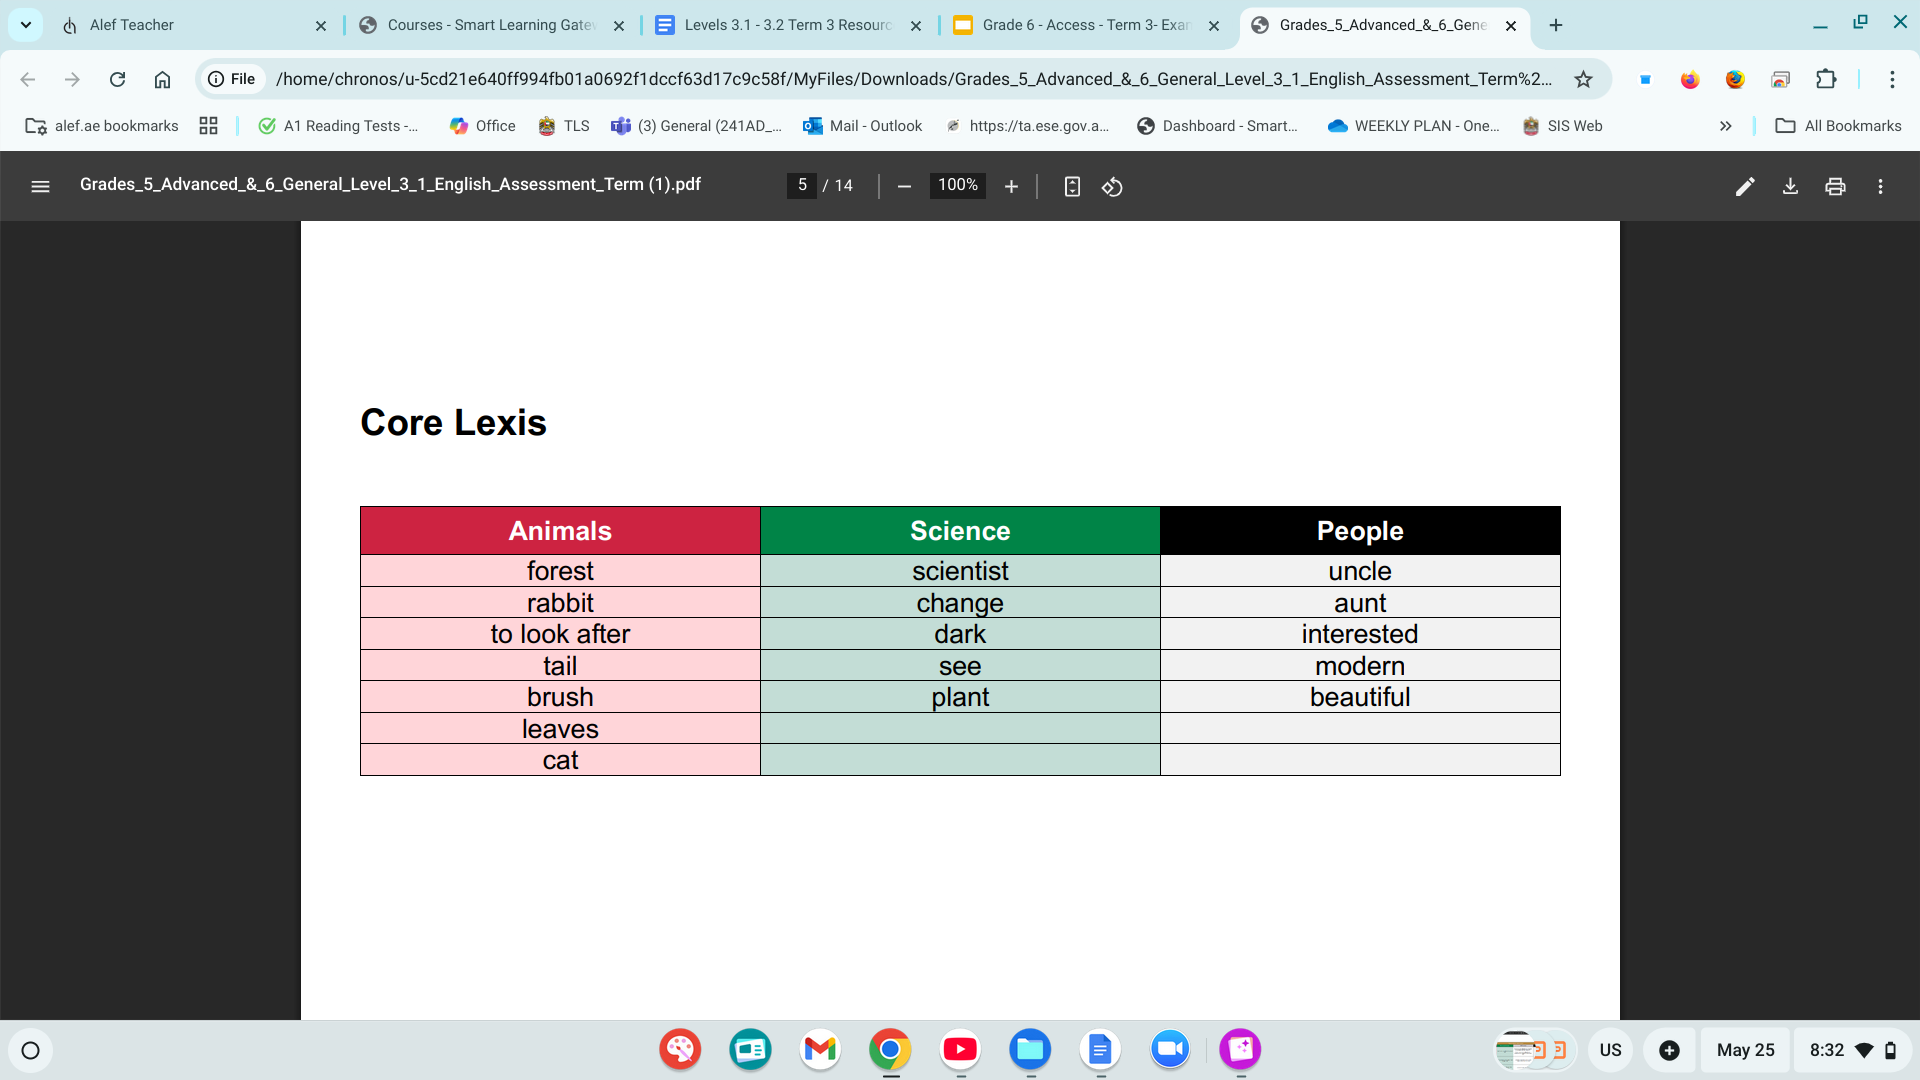 Alef Teacher
Courses - Smart Learning Gatew
Levels 3.1 - 3.2 Term 3 Resourc
Grade 6 - Access - Term 3- Exar
Grades_5_Advanced_&_6_Gene
File
/home/chronos/u-5cd21e640ff994fb01a0692f1dccf63d17c9c58f/MyFiles/Downloads/Grades_5_Advanced_&_6_General_Level_3_1_English_Assessment_Term%2...
alef.ae bookmarks
A1 Reading Tests -...
Office
TLS
(3) General (241AD_...
Mail - Outlook
https://ta.ese.gov.a...
Dashboard - Smart...
WEEKLY PLAN - One...
SIS Web
All Bookmarks
Grades_5_Advanced_&_6_General_Level_3_1_English_Assessment_Term (1).pdf
5 / 14
100%
Core Lexis
Animals Science People
forest scientist uncle
rabbit change aunt
to look after dark interested
tail see modern
brush plant beautiful
leaves
cat
US
May 25
8:32